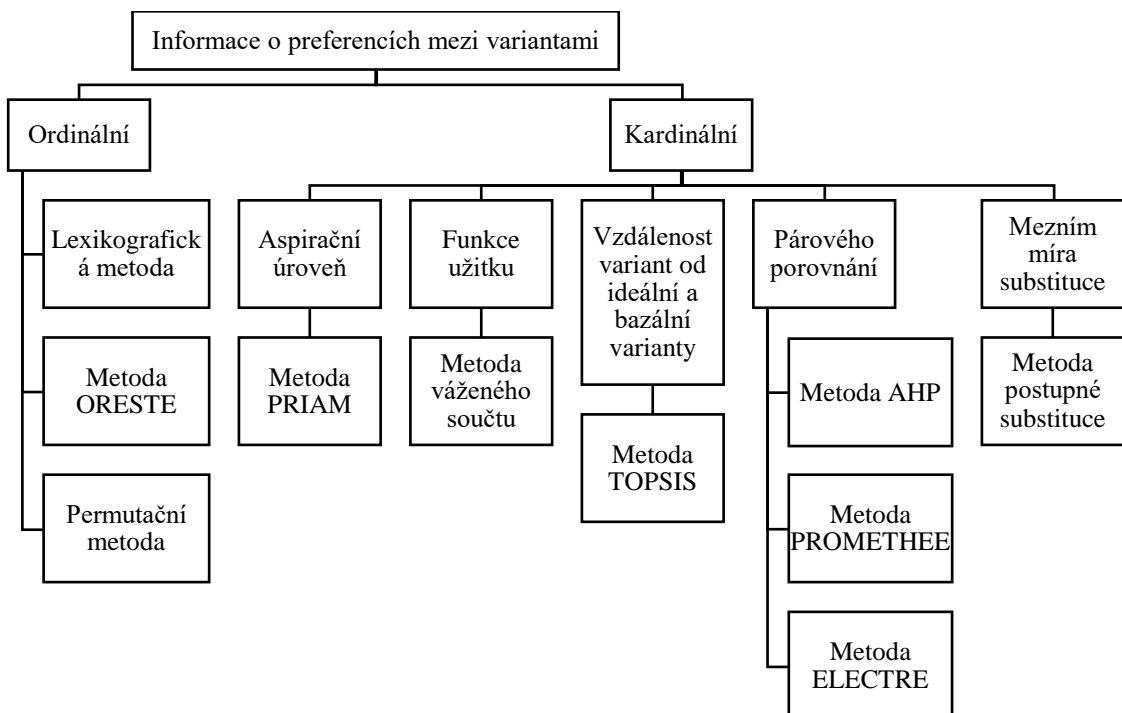 Informace o preferencích mezi variantami
Ordinální
Kardinální
Lexikografick
á metoda
Aspirační
úroveň
Funkce
užitku
Vzdálenost
variant od
ideální a
bazální
varianty
Párového
porovnání
Mezním
míra
substituce
Metoda
ORESTE
Metoda
PRIAM
Metoda
váženého
součtu
Metoda
TOPSIS
Metoda AHP
Metoda
postupné
substituce
Permutační
metoda
Metoda
PROMETHEE
Metoda
ELECTRE